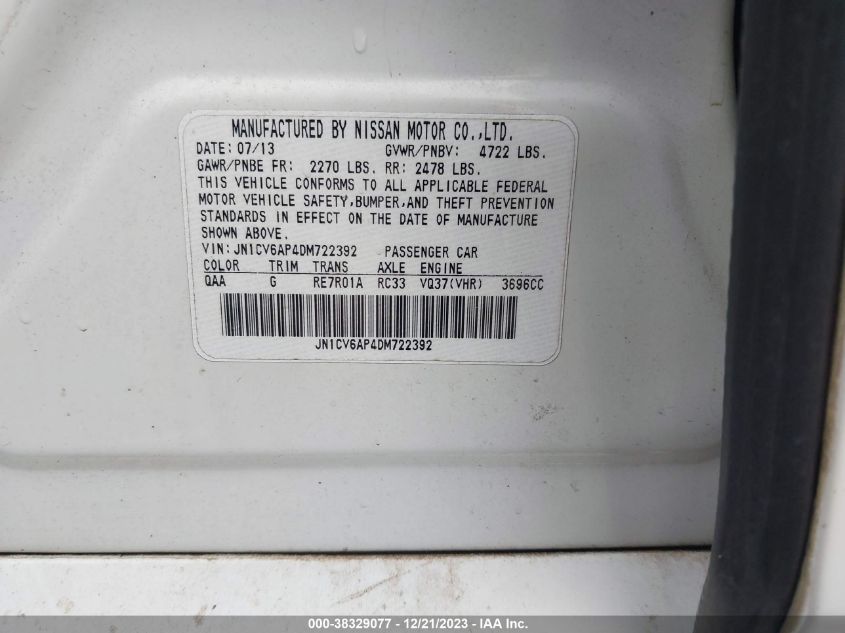 MANUFACTURED BY NISSAN MOTOR CO.,LTD.
DATE: 07/13 GVWR/PNBV: 4722 LBS.
GAWR/PNBE FR: 2270 LBS. RR: 2478 LBS.
THIS VEHICLE CONFORMS TO ALL APPLICABLE FEDERAL
MOTOR VEHICLE SAFETY,BUMPER,AND THEFT PREVENTION
STANDARDS IN EFFECT ON THE DATE OF MANUFACTURE
SHOWN ABOVE.
VIN:JN1CV6AP4DM722392 PASSENGER CAR
COLOR TRIM TRANS AXLE ENGINE
QAA G RE7R01A RC33 VQ37(VHR) 3696CC
JN1CV6AP4DM722392
000-38329077 - 12/21/2023 - IAA Inc.